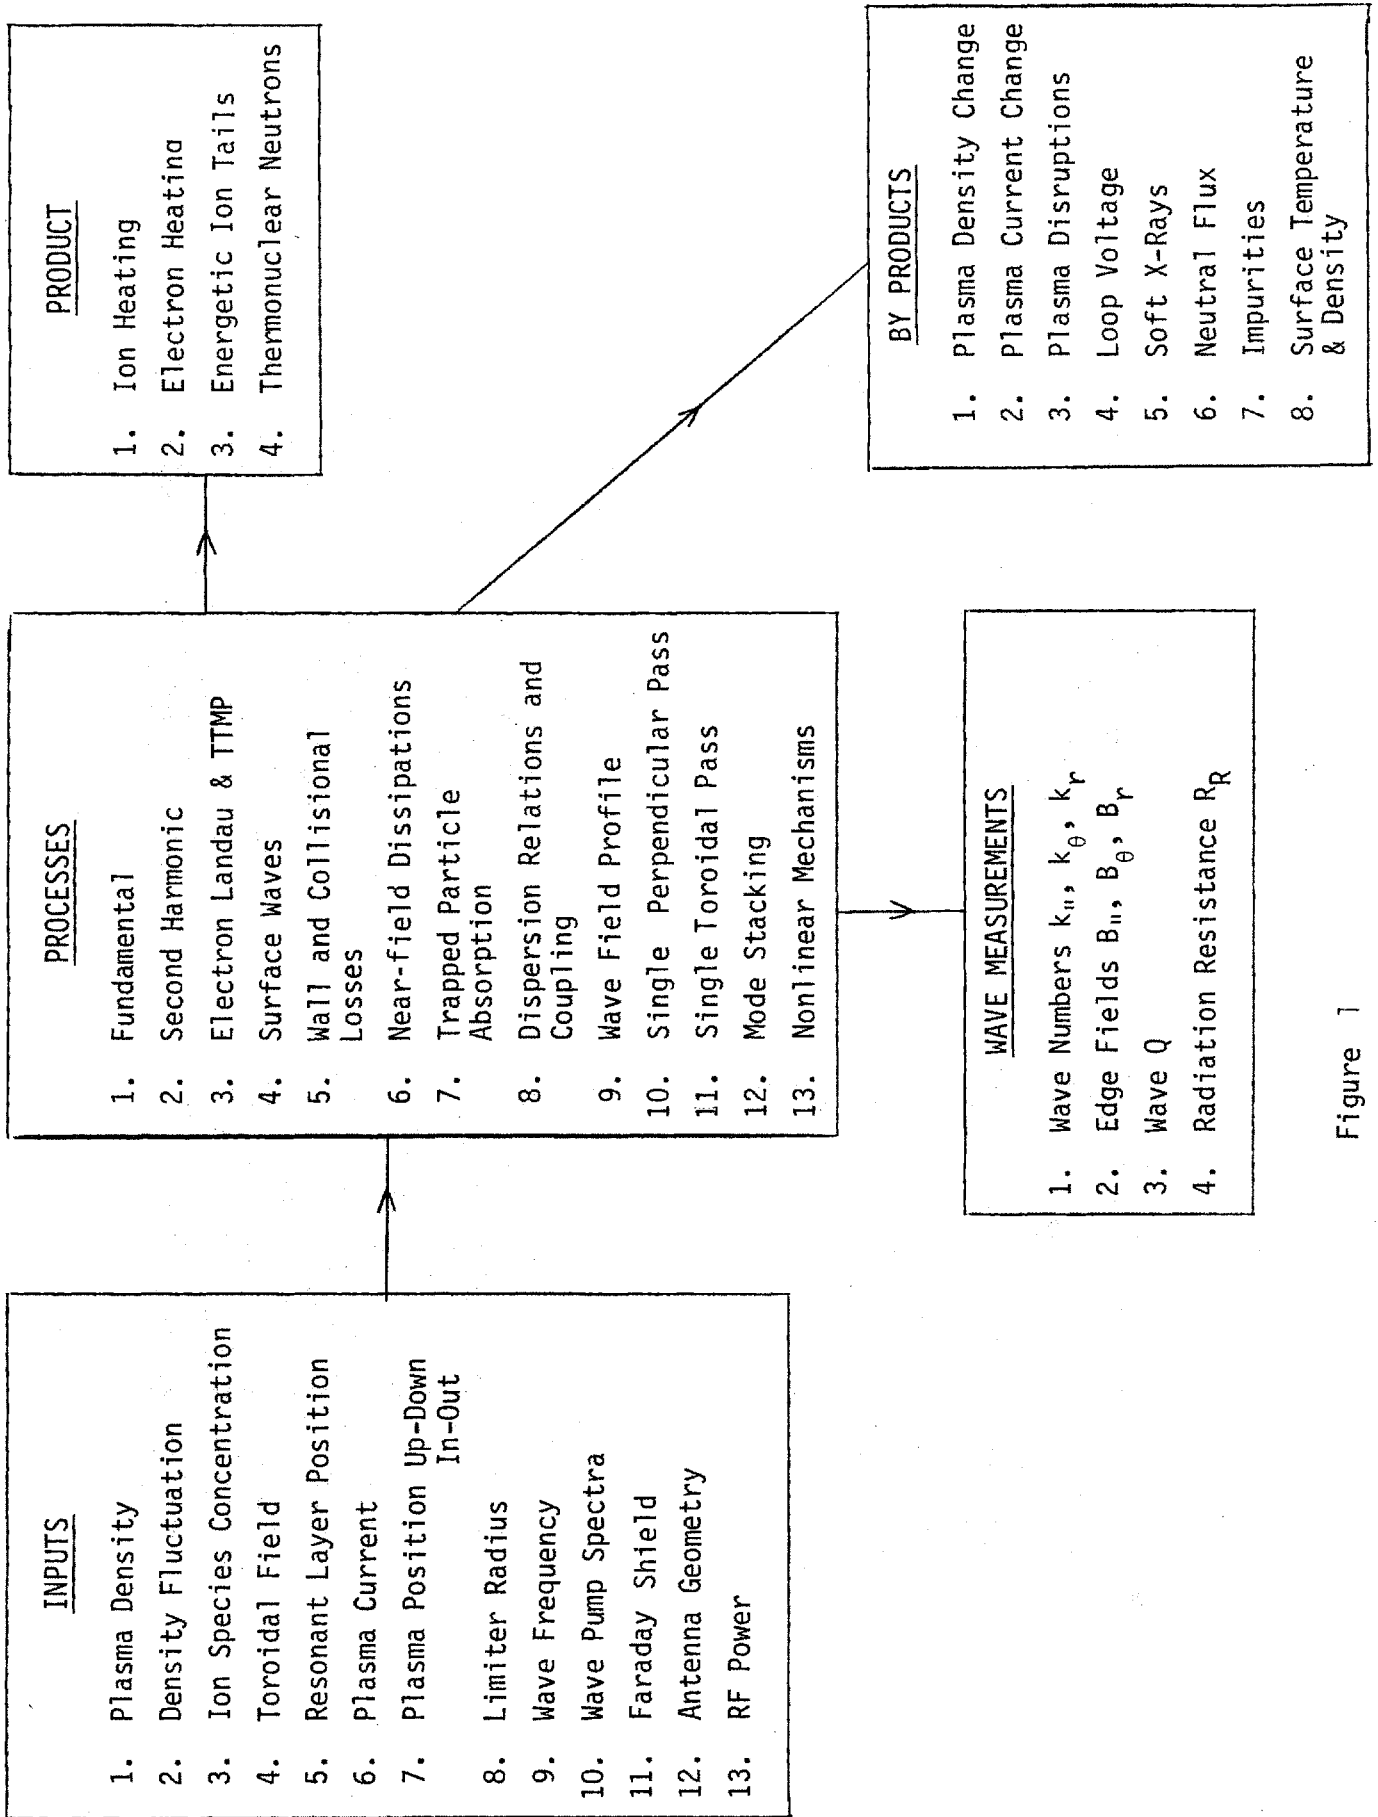 INPUTS
1. Plasma Density
2. Density Fluctuation
3. Ion Species Concentration
4. Toroidal Field
5. Resonant Layer Position
6. Plasma Current
7. Plasma Position Up-Down
In-Out
8. Limiter Radius
9. Wave Frequency
10. Wave Pump Spectra
11. Faraday Shield
12. Antenna Geometry
13. RF Power
PROCESSES
1. Fundamental
2. Second Harmonic
3. Electron Landau & TTMP
4. Surface Waves
5. Wall and Collisional
Losses
6. Near-field Dissipations
7. Trapped Particle
Absorption
8. Dispersion Relations and
Coupling
9. Wave Field Profile
10. Single Perpendicular Pass
11. Single Toroidal Pass
12. Mode Stacking
13. Nonlinear Mechanisms
PRODUCT
1. Ion Heating
2. Electron Heating
3. Energetic Ion Tails
4. Thermonuclear Neutrons
WAVE MEASUREMENTS
1. Wave Numbers k_II, k_θ, k_r
2. Edge Fields B_II, B_θ, B_r
3. Wave Q
4. Radiation Resistance R_R
BY PRODUCTS
1. Plasma Density Change
2. Plasma Current Change
3. Plasma Disruptions
4. Loop Voltage
5. Soft X-Rays
6. Neutral Flux
7. Impurities
8. Surface Temperature
& Density
Figure 1